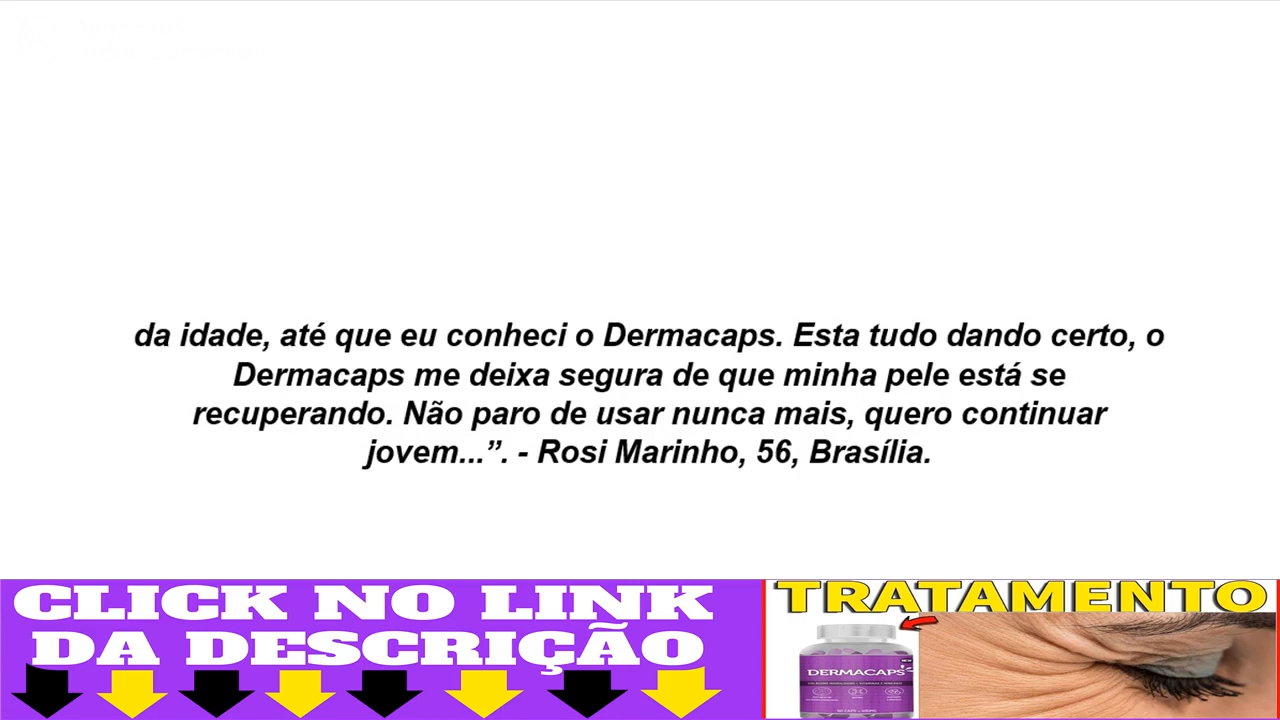 da idade, até que eu conheci o Dermacaps. Esta tudo dando certo, o
Dermacaps me deixa segura de que minha pele está se
recuperando. Não paro de usar nunca mais, quero continuar
jovem...”. - Rosi Marinho, 56, Brasília.
CLICK NO LINK
DA DESCRIÇÃO
TRATAMENTO
DERMACAPS